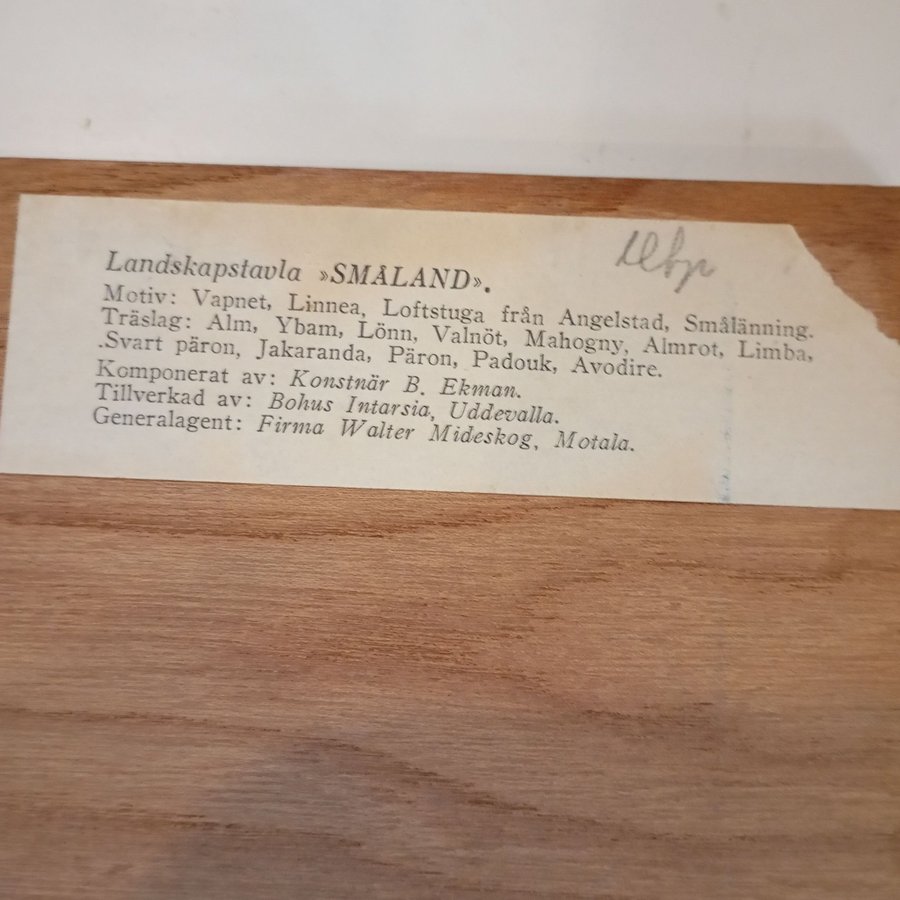 Landskapstavla »SMÅLAND».
Motiv: Vapnet, Linnea, Loftstuga från Angelstad, Smålänning.
Träslag: Alm, Ybam, Lönn, Valnöt, Mahogny, Almrot, Limba,
.Svart päron, Jakaranda, Päron, Padouk, Avodire.
Komponerat av: Konstnär B. Ekman.
Tillverkad av: Bohus Intarsia, Uddevalla.
Generalagent: Firma Walter Mideskog, Motala.